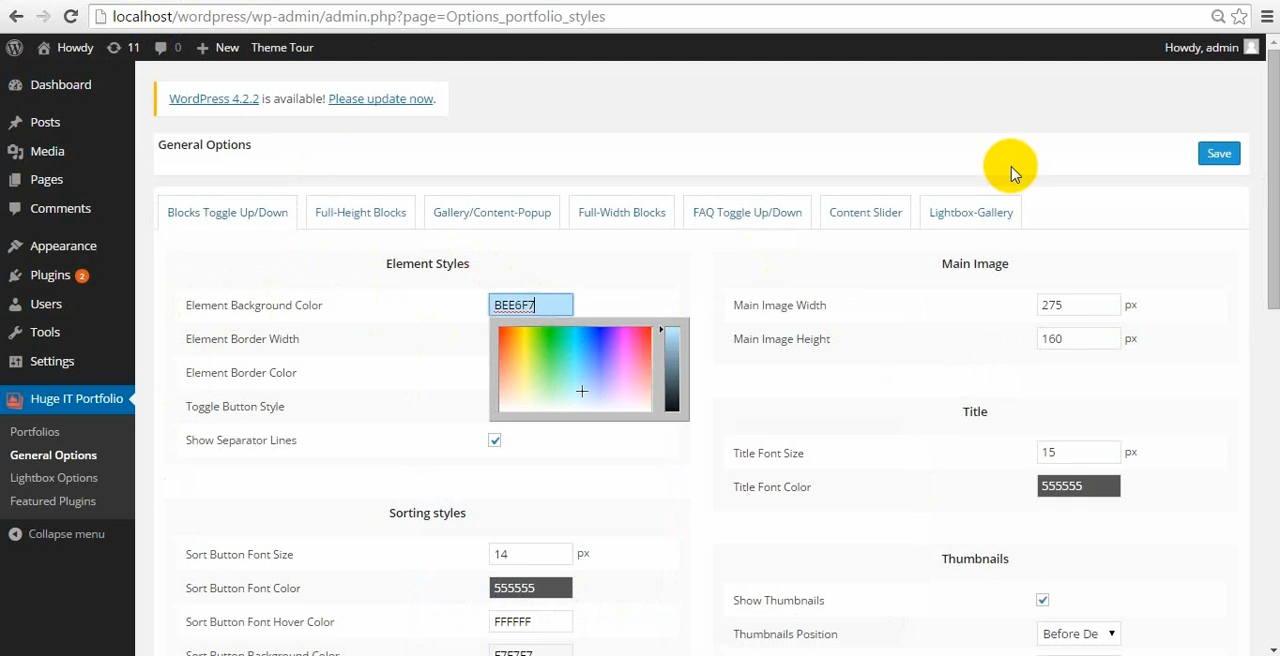 localhost/wordpress/wp-admin/admin.php?page=Options_portfolio_styles
Howdy 11 0 New Theme Tour Howdy, admin
Dashboard
Posts
Media
Pages
Comments
Appearance
Plugins 2
Users
Tools
Settings
Huge IT Portfolio
Portfolios
General Options
Lightbox Options
Featured Plugins
Collapse menu
WordPress 4.2.2 is available! Please update now.
General Options Save
Blocks Toggle Up/Down Full-Height Blocks Gallery/Content-Popup Full-Width Blocks FAQ Toggle Up/Down Content Slider Lightbox-Gallery
Element Styles
Element Background Color BEE6F7
Element Border Width
Element Border Color
Toggle Button Style
Show Separator Lines
Sorting styles
Sort Button Font Size 14 px
Sort Button Font Color 555555
Sort Button Font Hover Color FFFFFF
Sort Button Background Color F7F7F7
Main Image
Main Image Width 275 px
Main Image Height 160 px
Title
Title Font Size 15 px
Title Font Color 555555
Thumbnails
Show Thumbnails
Thumbnails Position Before De